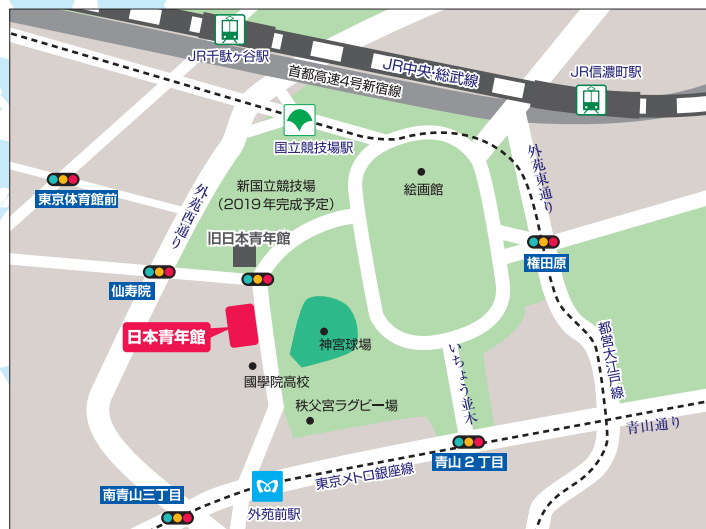 JR千駄ヶ谷駅
JR中央・総武線
JR信濃町駅
首都高速4号新宿線
国立競技場駅
外苑東通り
東京体育館前
外苑西通り
新国立競技場
（2019年完成予定）
絵画館
旧日本青年館
権田原
仙寿院
日本青年館
神宮球場
都営大江戸線
いちょう並木
國學院高校
秩父宮ラグビー場
青山通り
青山2丁目
東京メトロ銀座線
南青山三丁目
外苑前駅